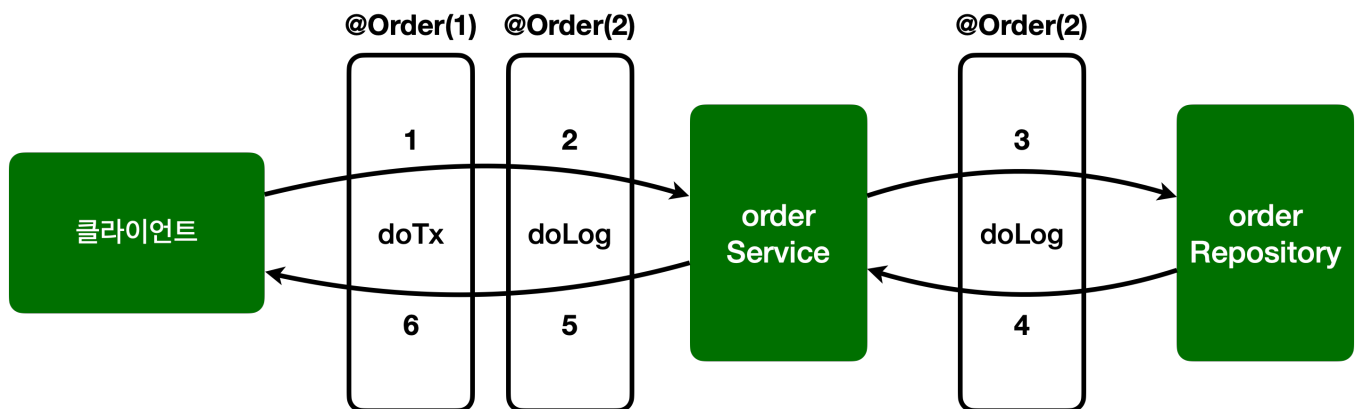 @Order(1)
@Order(2)
@Order(2)
1
2
3
클라이언트
doTx
doLog
order
Service
doLog
order
Repository
6
5
4